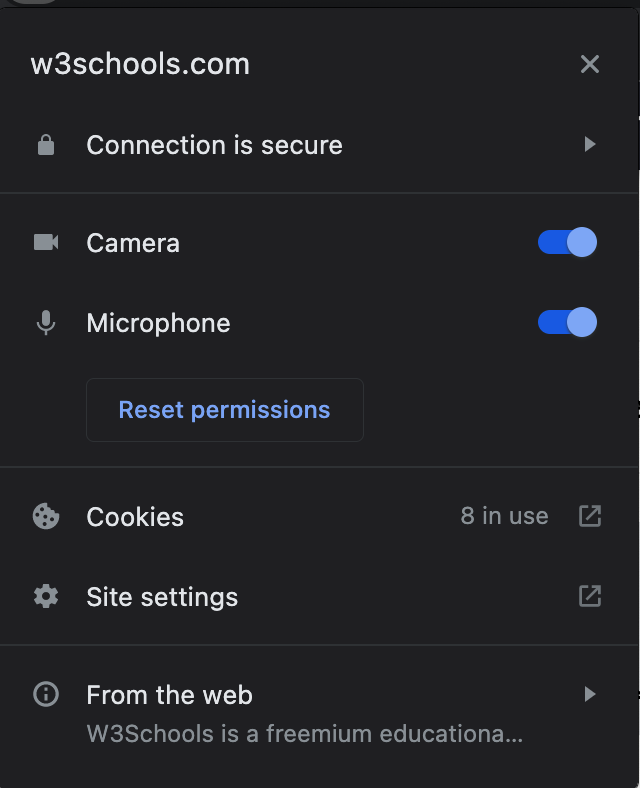 w3schools.com
Connection is secure
Camera
Microphone
Reset permissions
Cookies 8 in use
Site settings
From the web
W3Schools is a freemium educationa...